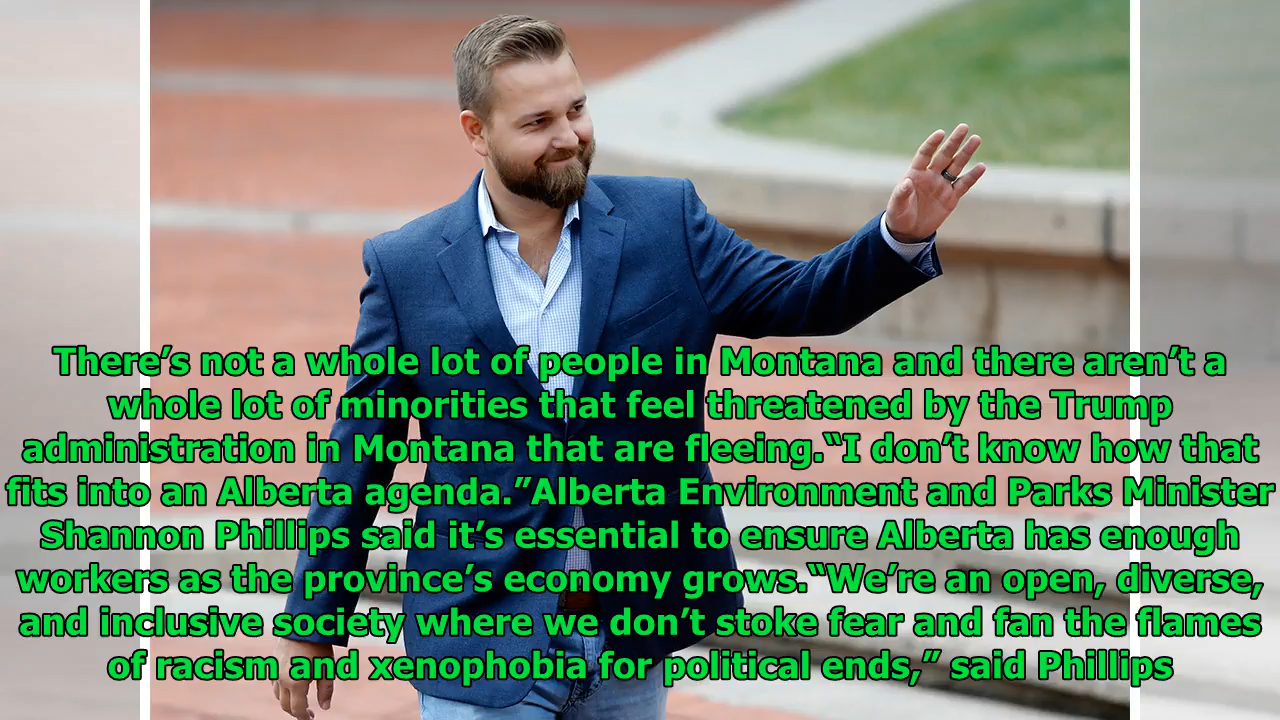 There’s not a whole lot of people in Montana and there aren’t a
whole lot of minorities that feel threatened by the Trump
administration in Montana that are fleeing.“I don’t know how that
fits into an Alberta agenda.”Alberta Environment and Parks Minister
Shannon Phillips said it’s essential to ensure Alberta has enough
workers as the province’s economy grows.“We’re an open, diverse,
and inclusive society where we don’t stoke fear and fan the flames
of racism and xenophobia for political ends,” said Phillips